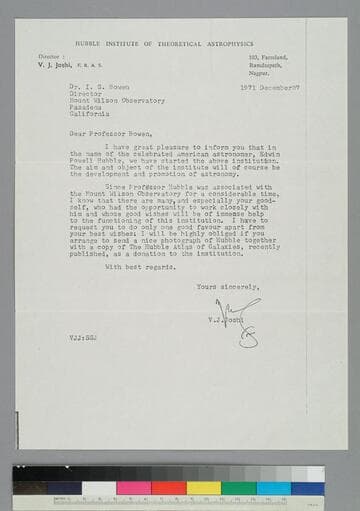 HUBBLE INSTITUTE OF THEORETICAL ASTROPHYSICS
Director :
V. J. Joshi, F. R. A. S.
103, Farmland,
Ramdaspeth,
Nagpur.
Dr. I. S. Bowen
Director
Mount Wilson Observatory
Pasadena
California
1971 December 07
Dear Professor Bowen,
I have great pleasure to inform you that in
the name of the celebrated American astronomer, Edwin
Powell Hubble, we have started the above institution.
The aim and object of the institute will of course be
the development and promotion of astronomy.
Since Professor Hubble was associated with
the Mount Wilson Observatory for a considerable time,
I know that there are many, and especially your good-
self, who had the opportunity to work closely with
him and whose good wishes will be of immense help
to the functioning of this institution. I have to
request you to do only one good favour apart from
your best wishes; I will be highly obliged if you
arrange to send a nice photograph of Hubble together
with a copy of The Hubble Atlas of Galaxies, recently
published, as a donation to the institution.
With best regards.
Yours sincerely,
V.J.Joshi
VJJ:SSJ